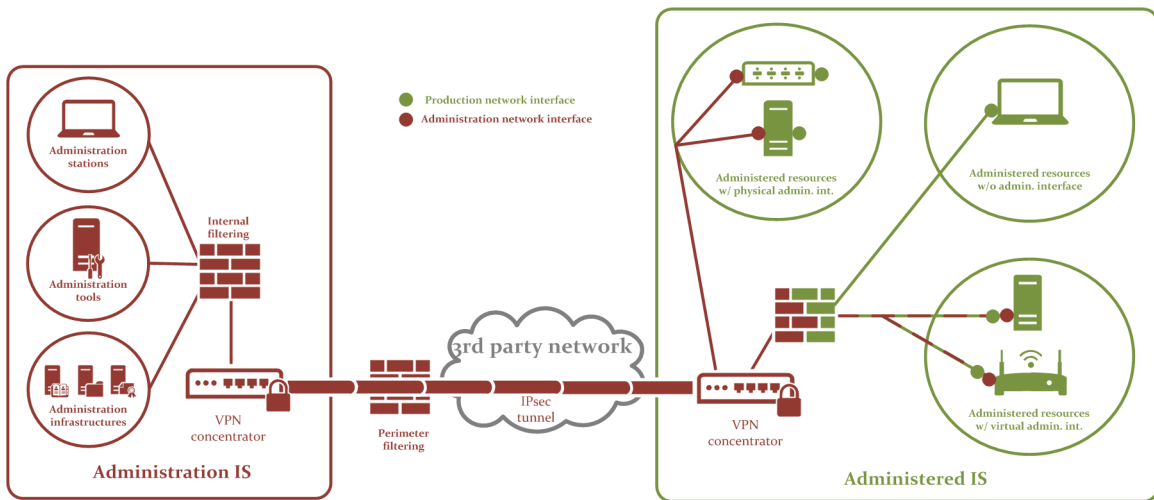 Administration
stations
Administration
tools
Administration
infrastructures
Internal
filtering
VPN
concentrator
Administration IS
Production network interface
Administration network interface
Perimeter
filtering
3rd party network
IPsec
tunnel
Administered resources
w/ physical admin. int.
Administered resources
w/o admin. interface
Administered resources
w/ virtual admin. int.
VPN
concentrator
Administered IS